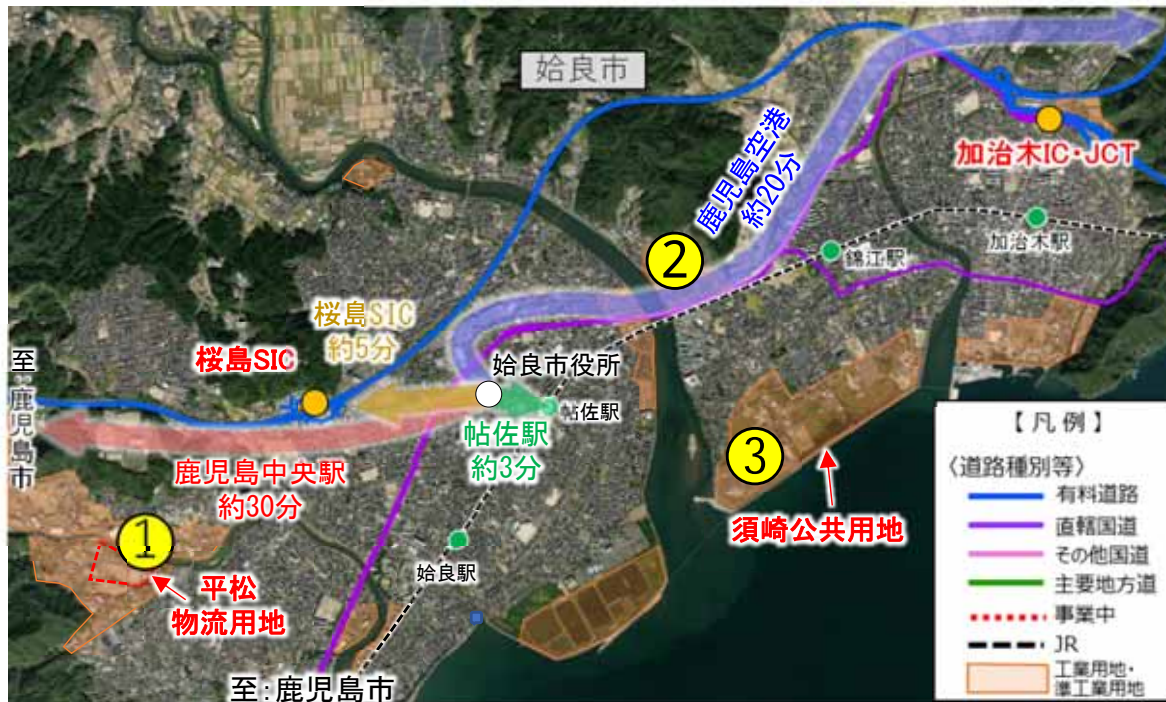 始良市
鹿児島空港
約20分
加治木IC・JCT
加治木駅
錦江駅
②
桜島SIC
約5分
桜島SIC
至
:
鹿児島市
始良市役所
帖佐駅
帖佐駅
約3分
鹿児島中央駅
約30分
①
平松
物流用地
始良駅
③
須崎公共用地
至:鹿児島市
【 凡 例 】
〈道路種別等〉
有料道路
直轄国道
その他国道
主要地方道
事業中
JR
工業用地・
準工業用地